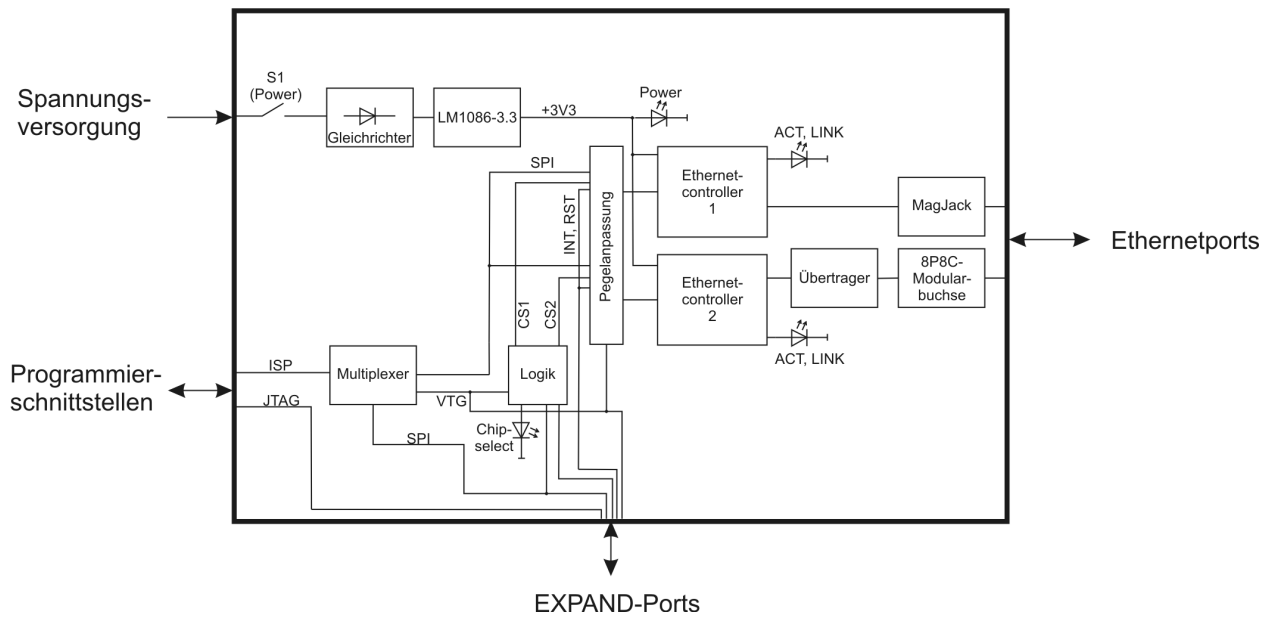 S1
(Power)
Spannungs-
versorgung
Gleichrichter
LM1086-3.3
+3V3
Power
ACT, LINK
SPI
INT, RST
Pegelanpassung
Ethernet-
controller
1
MagJack
Ethernetports
Ethernet-
controller
2
Übertrager
8P8C-
Modular-
buchse
ACT, LINK
CS1
CS2
Programmier-
schnittstellen
ISP
JTAG
Multiplexer
VTG
Logik
SPI
Chip-
select
EXPAND-Ports